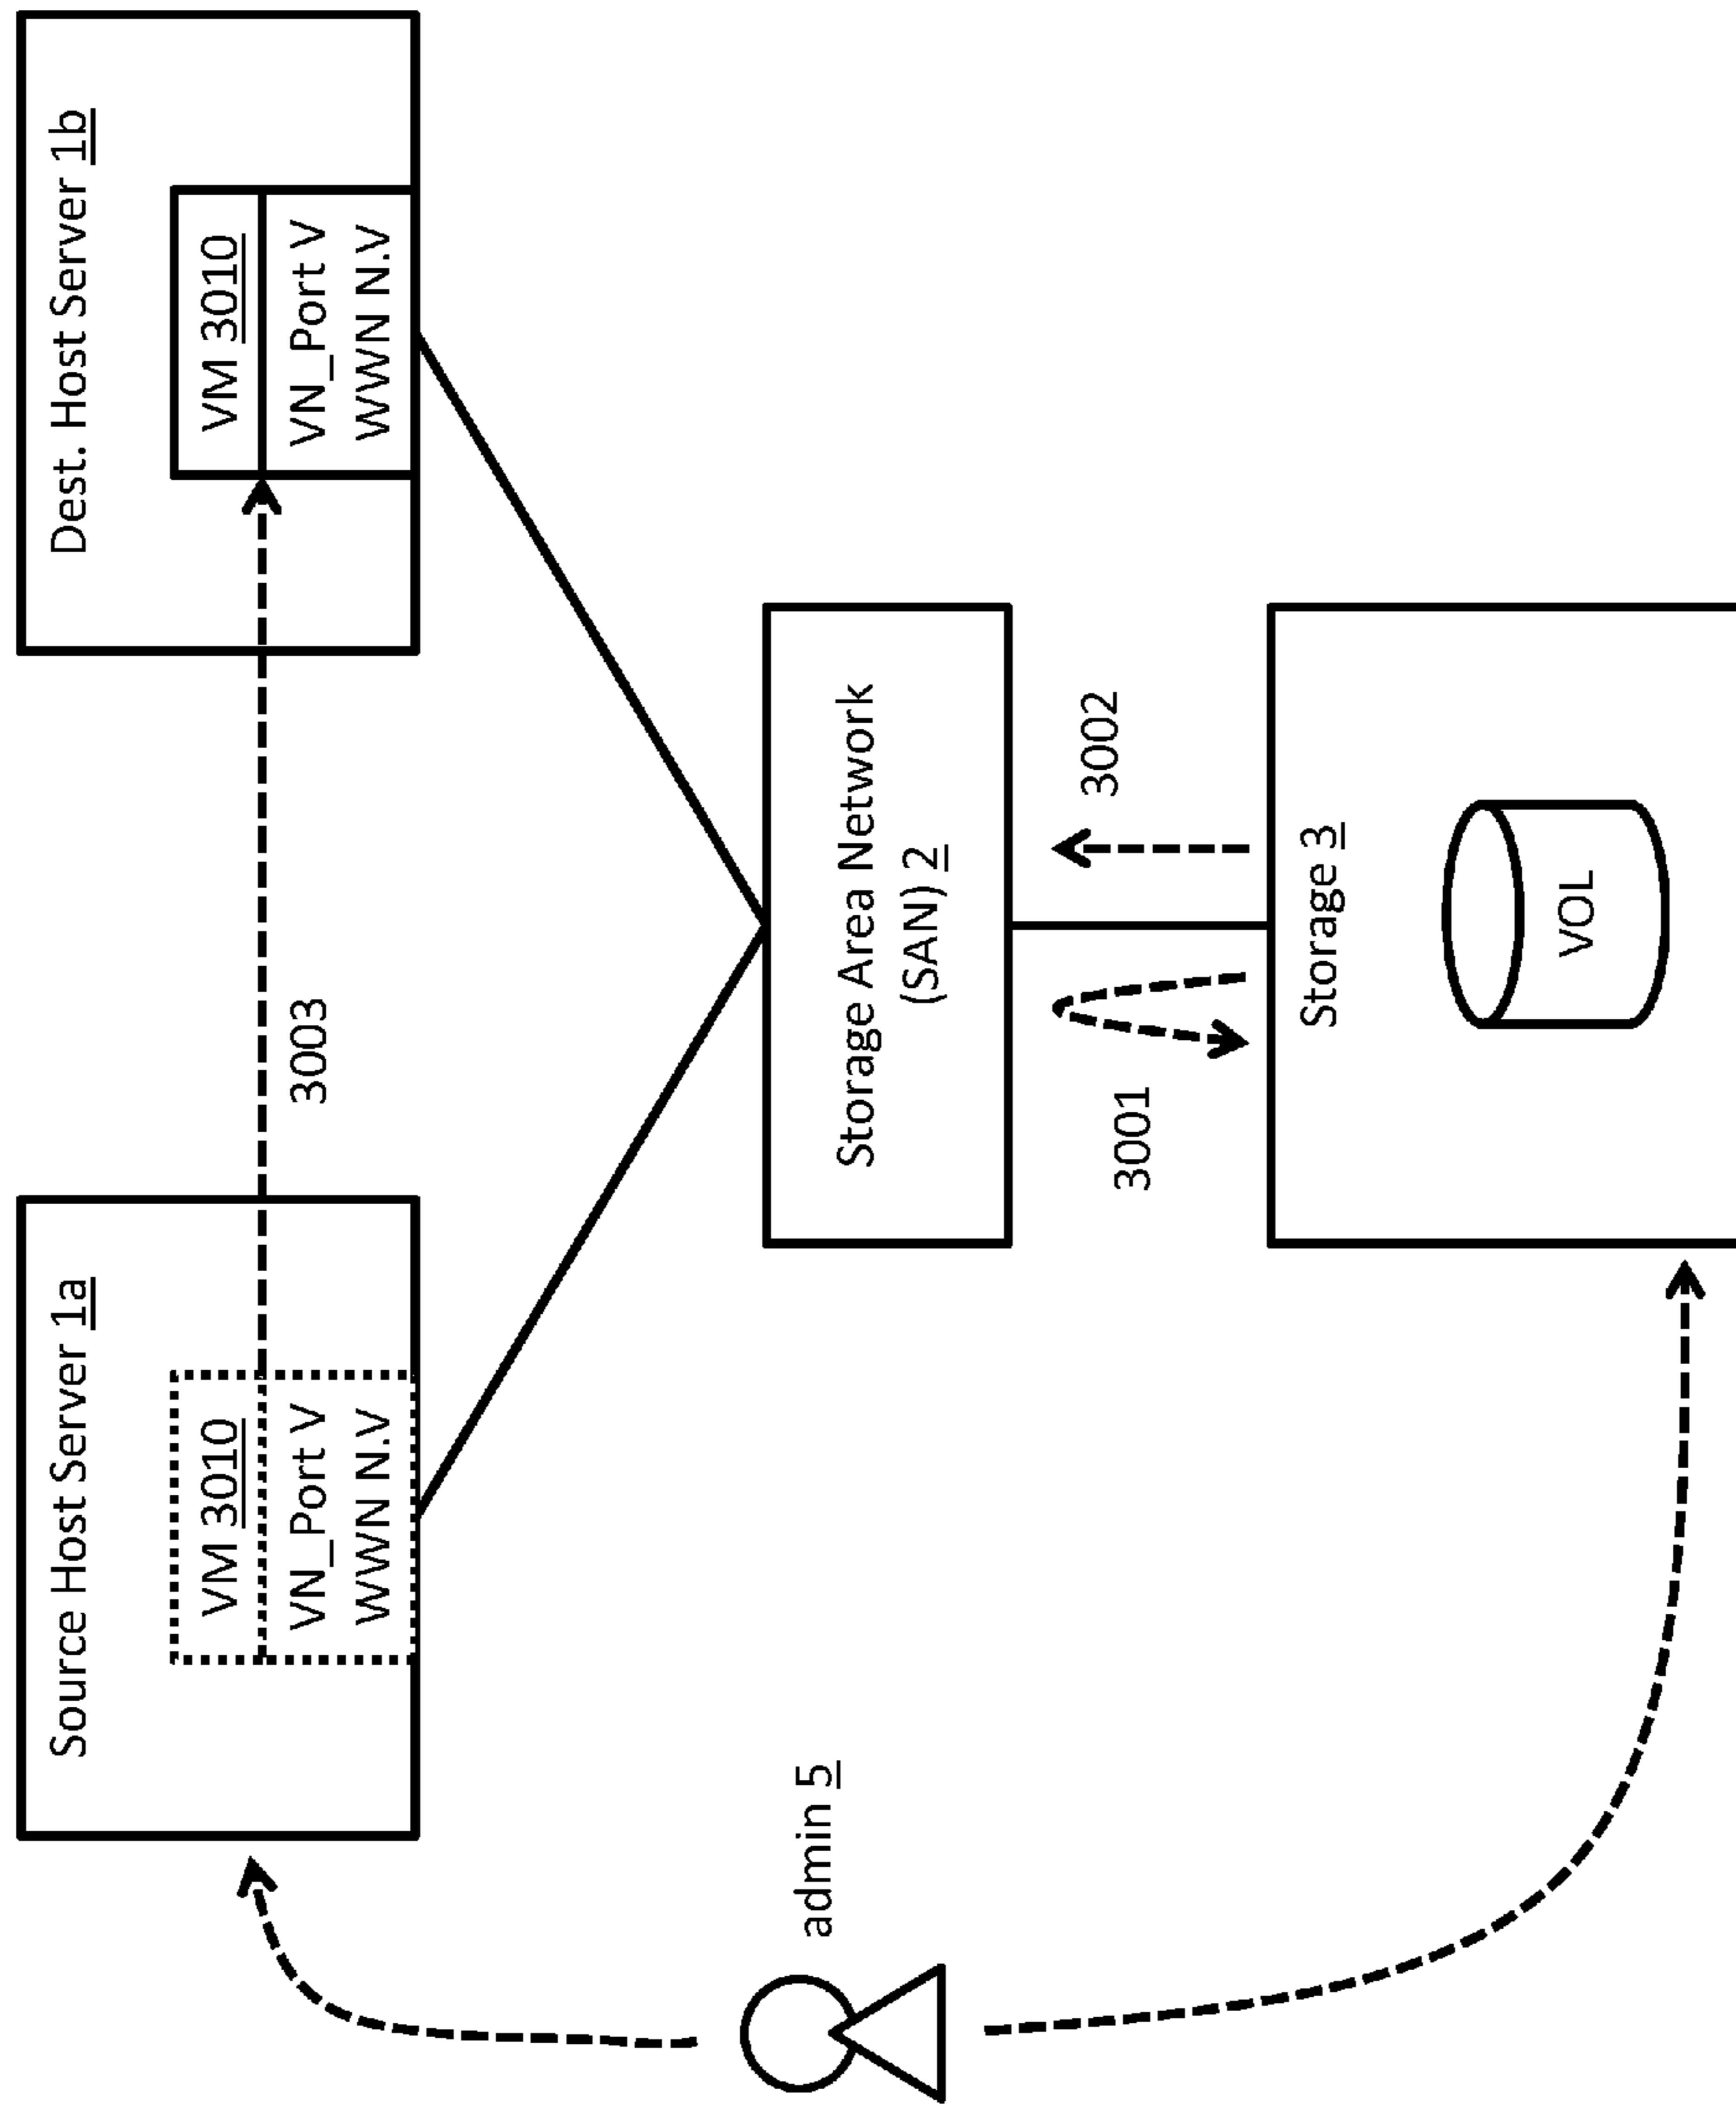 Source Host Server 1a
VM 3010
VN_Port V
WWN N.V
3003
Dest. Host Server 1b
VM 3010
VN_Port V
WWN N.V
admin 5
Storage Area Network
(SAN) 2
3001
3002
Storage 3
VOL